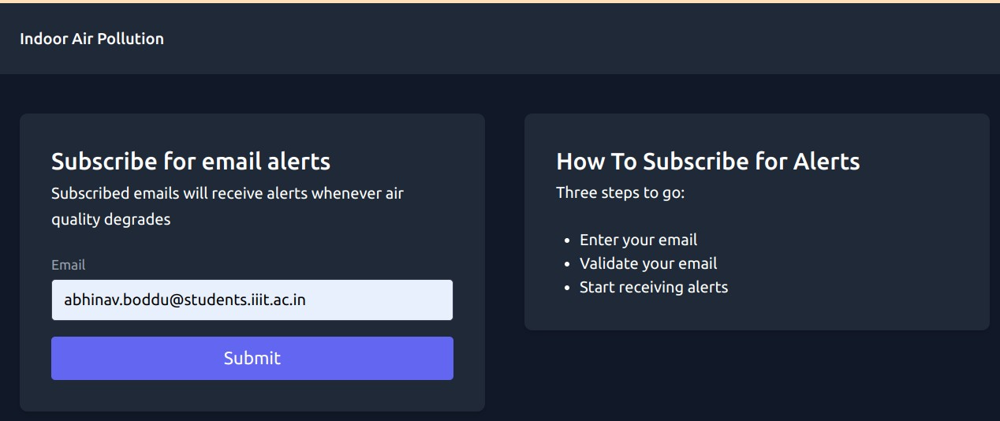 Indoor Air Pollution
Subscribe for email alerts
Subscribed emails will receive alerts whenever air
quality degrades
Email
abhinav.boddu@students.iiit.ac.in
Submit
How To Subscribe for Alerts
Three steps to go:
• Enter your email
• Validate your email
• Start receiving alerts